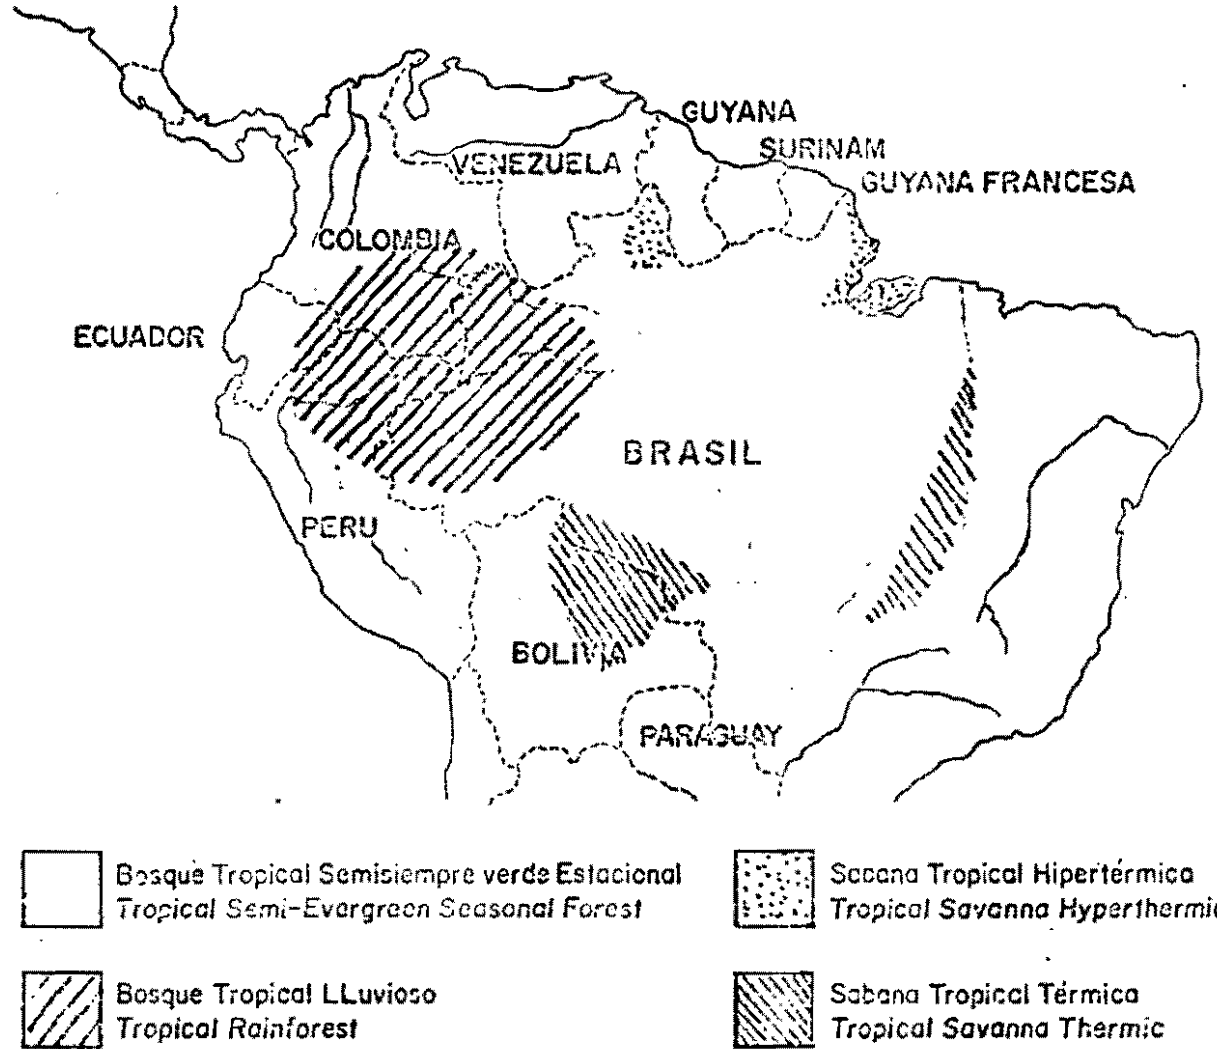 GUYANA
SURINAM
VENEZUELA
GUYANA FRANCESA
COLOMBIA
ECUADOR
BRASIL
PERU
BOLIVIA
PARAGUAY
Bosque Tropical Semisiempre verde Estacional
Tropical Semi-Evergreen Seasonal Forest
Sabana Tropical Hipertérmica
Tropical Savanna Hyperthermic
Bosque Tropical LLuvioso
Tropical Rainforest
Sabana Tropical Térmica
Tropical Savanna Thermic